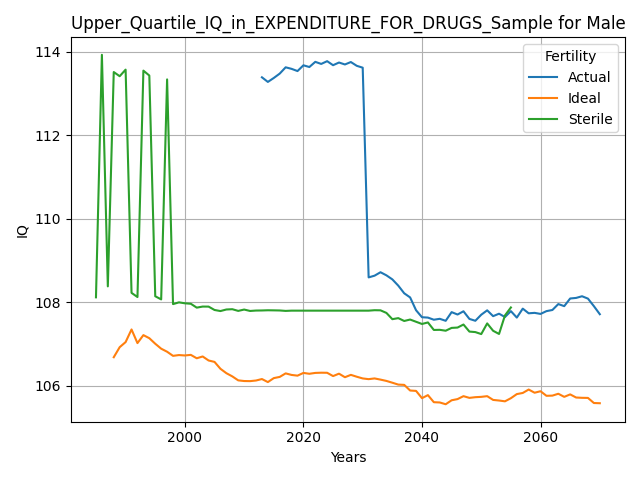 Upper_Quartile_IQ_in_EXPENDITURE_FOR_DRUGS_Sample for Male
Fertility
Actual
Ideal
Sterile
114
112
110
108
106
IQ
2000
2020
2040
2060
Years